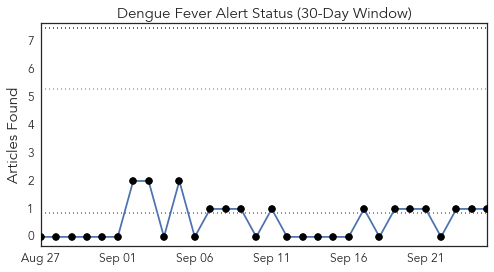 Dengue Fever Alert Status (30-Day Window)
Articles Found
7
6
5
4
3
2
1
0
Aug 27 Sep 01 Sep 06 Sep 11 Sep 16 Sep 21